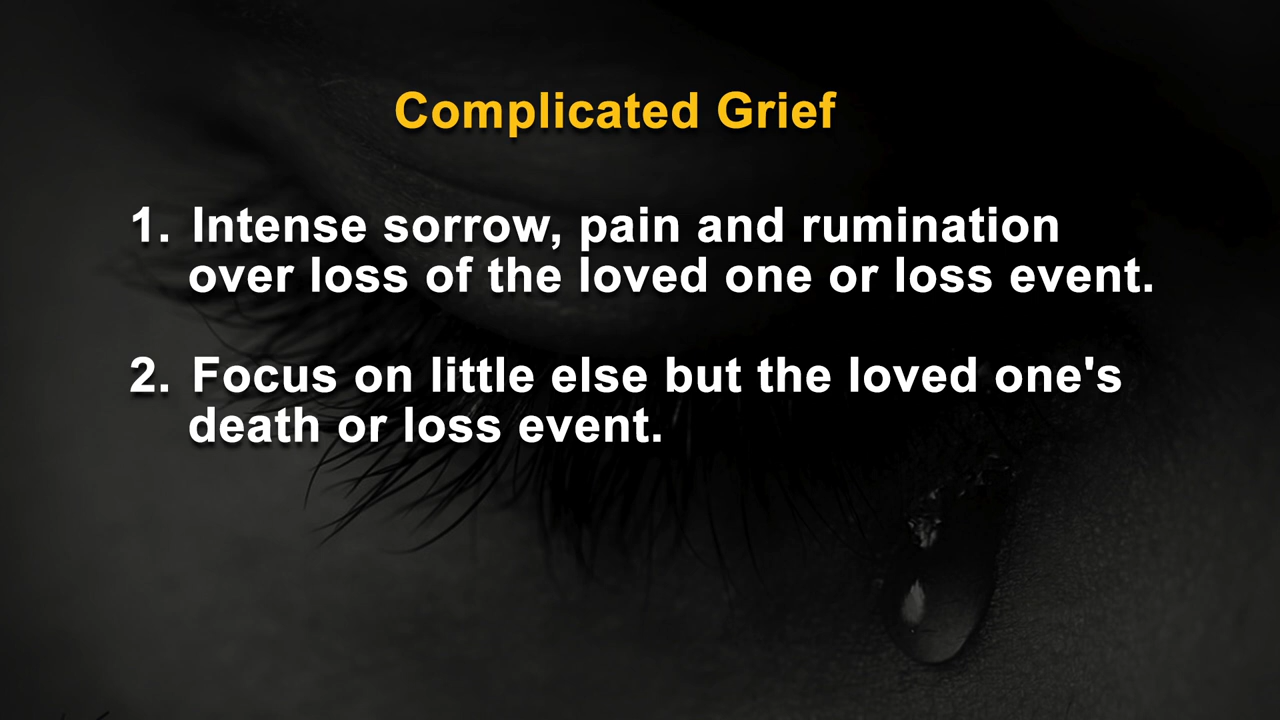 Complicated Grief
1. Intense sorrow, pain and rumination
over loss of the loved one or loss event.
2. Focus on little else but the loved one's
death or loss event.